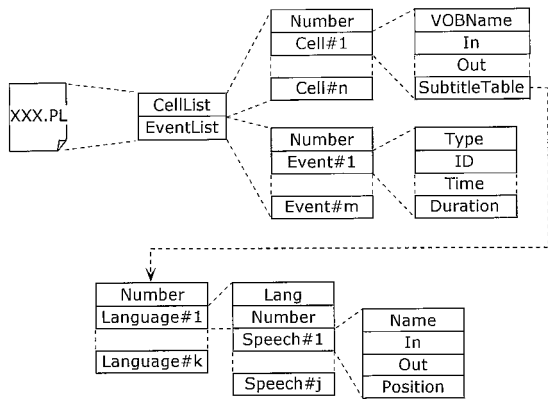 XXX.PL
CellList
EventList
Number
Cell#1
Cell#n
VOBName
In
Out
SubtitleTable
Number
Event#1
Event#m
Type
ID
Time
Duration
Number
Language#1
Language#k
Lang
Number
Speech#1
Speech#j
Name
In
Out
Position